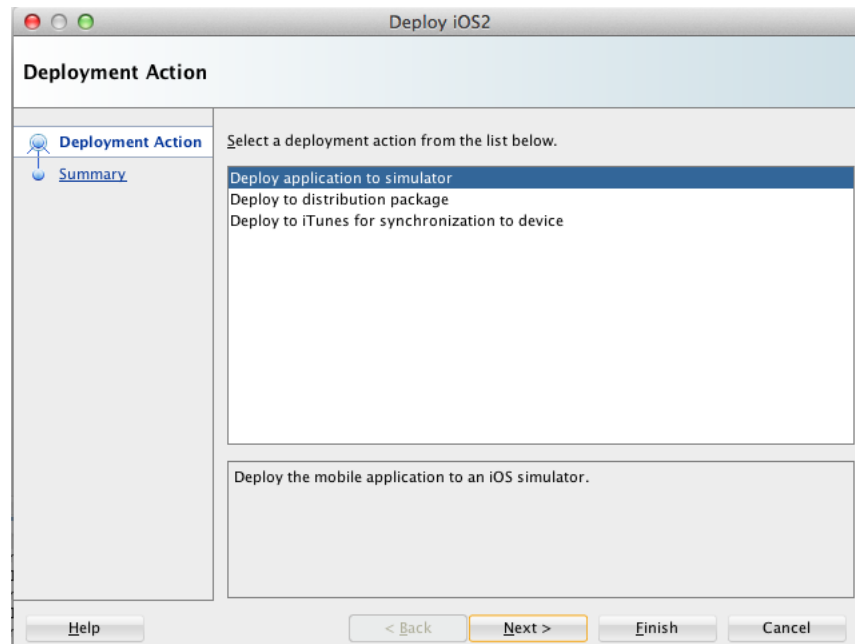 Deploy iOS2
Deployment Action
Deployment Action
Summary
Select a deployment action from the list below.
Deploy application to simulator
Deploy to distribution package
Deploy to iTunes for synchronization to device
Deploy the mobile application to an iOS simulator.
Help
< Back
Next >
Finish
Cancel